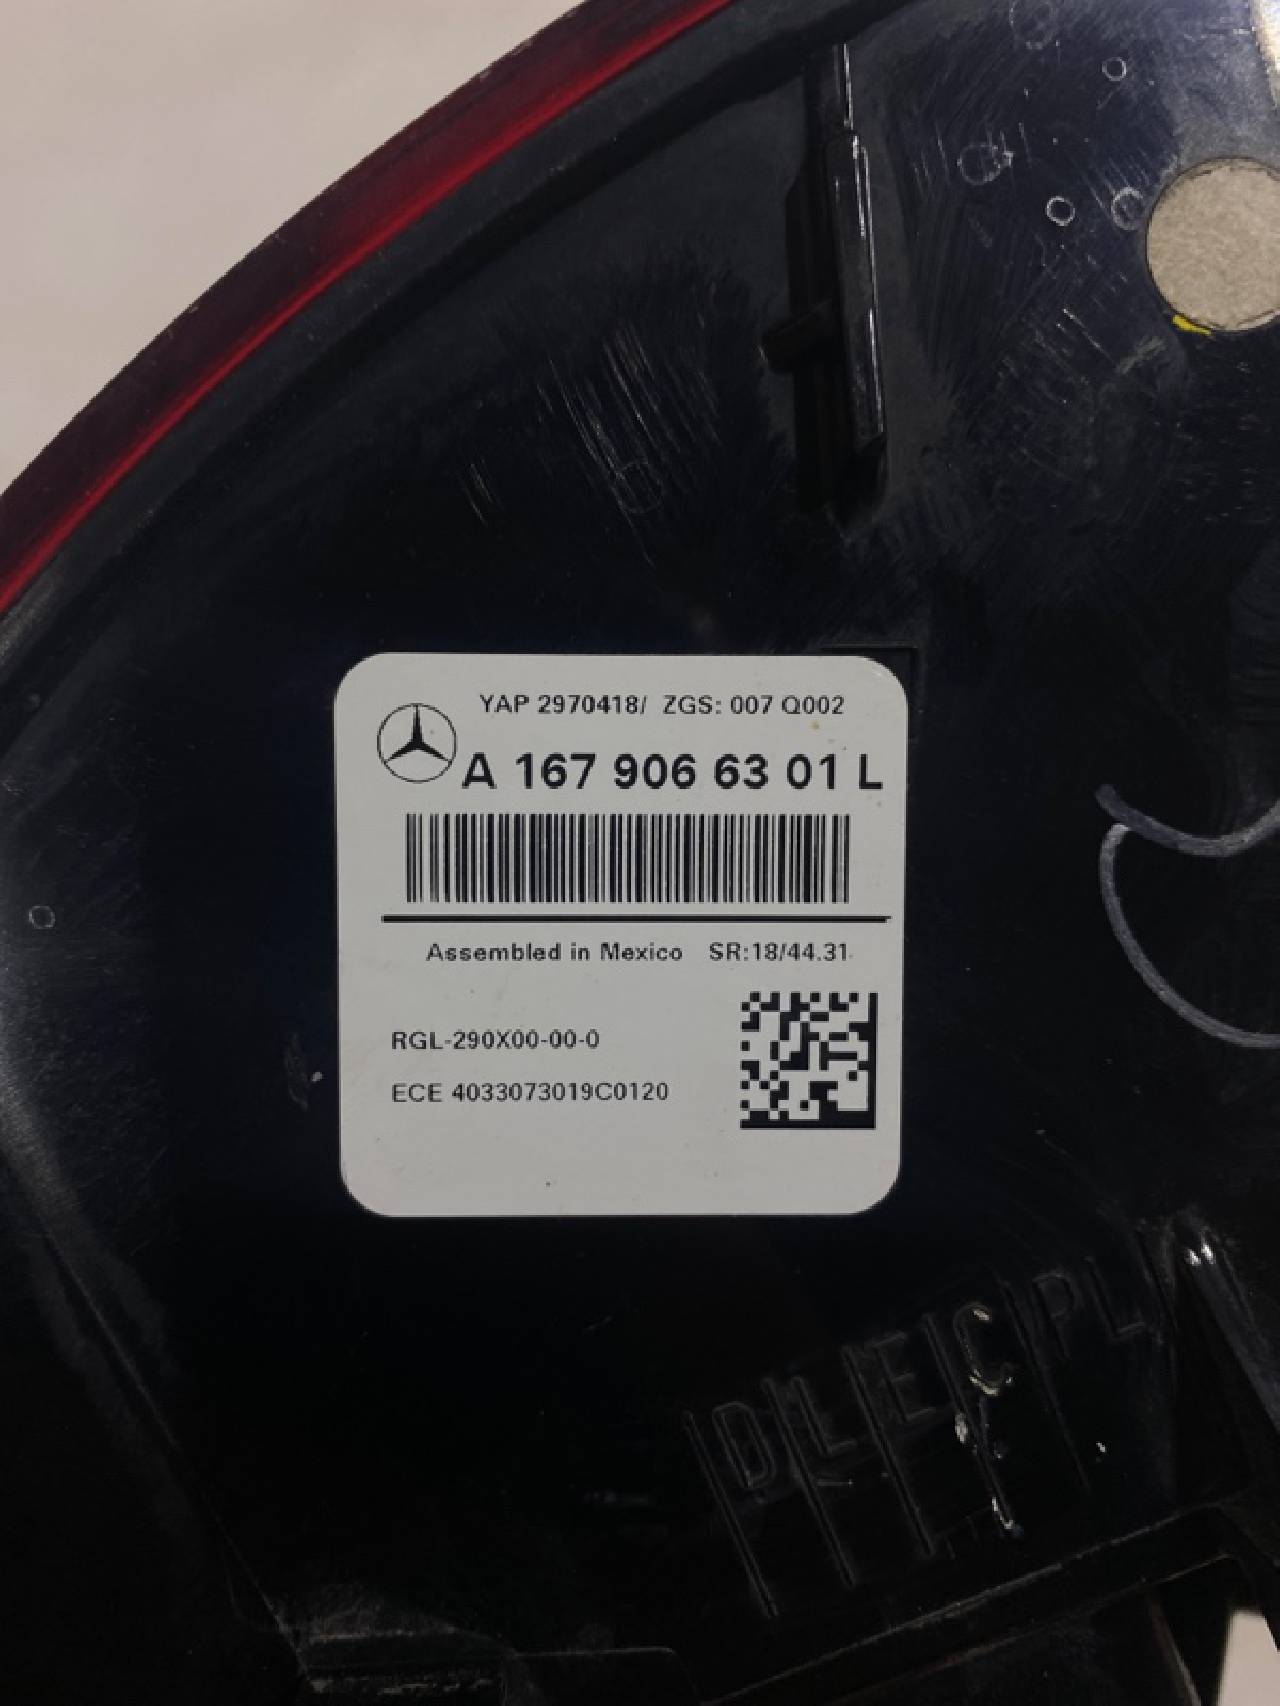 YAP 2970418/ ZGS: 007 Q002
A 167 906 63 01 L
Assembled in Mexico SR:18/44.31
RGL-290X00-00-0
ECE 4033073019C0120
D L E C PL